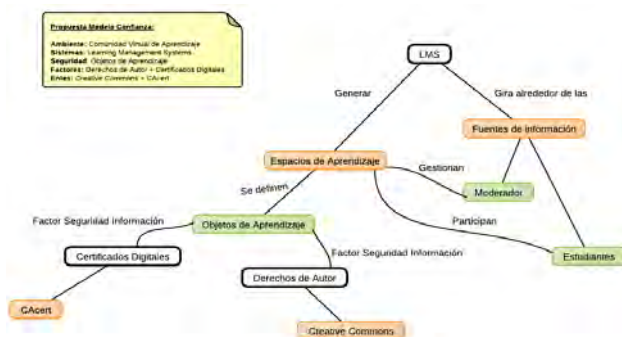 Propuesta Modelo Confianza:
Ambiente: Comunidad Virtual de Aprendizaje
Sistemas: Learning Management Systems
Seguridad: Objetos de Aprendizaje
Factores: Derechos de Autor + Certificados Digitales
Entes: Creative Commons + CAcert
LMS
Generar
Gira alrededor de las
Fuentes de información
Espacios de Aprendizaje
Gestionan
Se definen
Moderador
Factor Seguridad Información
Objetos de Aprendizaje
Participan
Certificados Digitales
Factor Seguridad Información
Estudiantes
Derechos de Autor
CAcert
Creative Commons